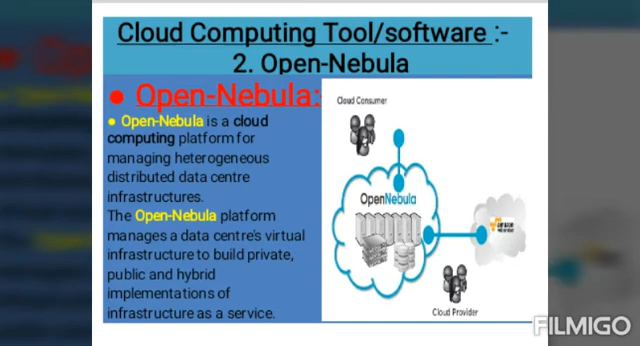 Cloud Computing Tool/software :-
2. Open-Nebula
● Open-Nebula:
● Open-Nebula is a cloud
computing platform for
managing heterogeneous
distributed data centre
infrastructures.
The Open-Nebula platform
manages a data centre's virtual
infrastructure to build private,
public and hybrid
implementations of
infrastructure as a service.
Cloud Consumer
OpenNebula
Cloud Provider
FILMIGO